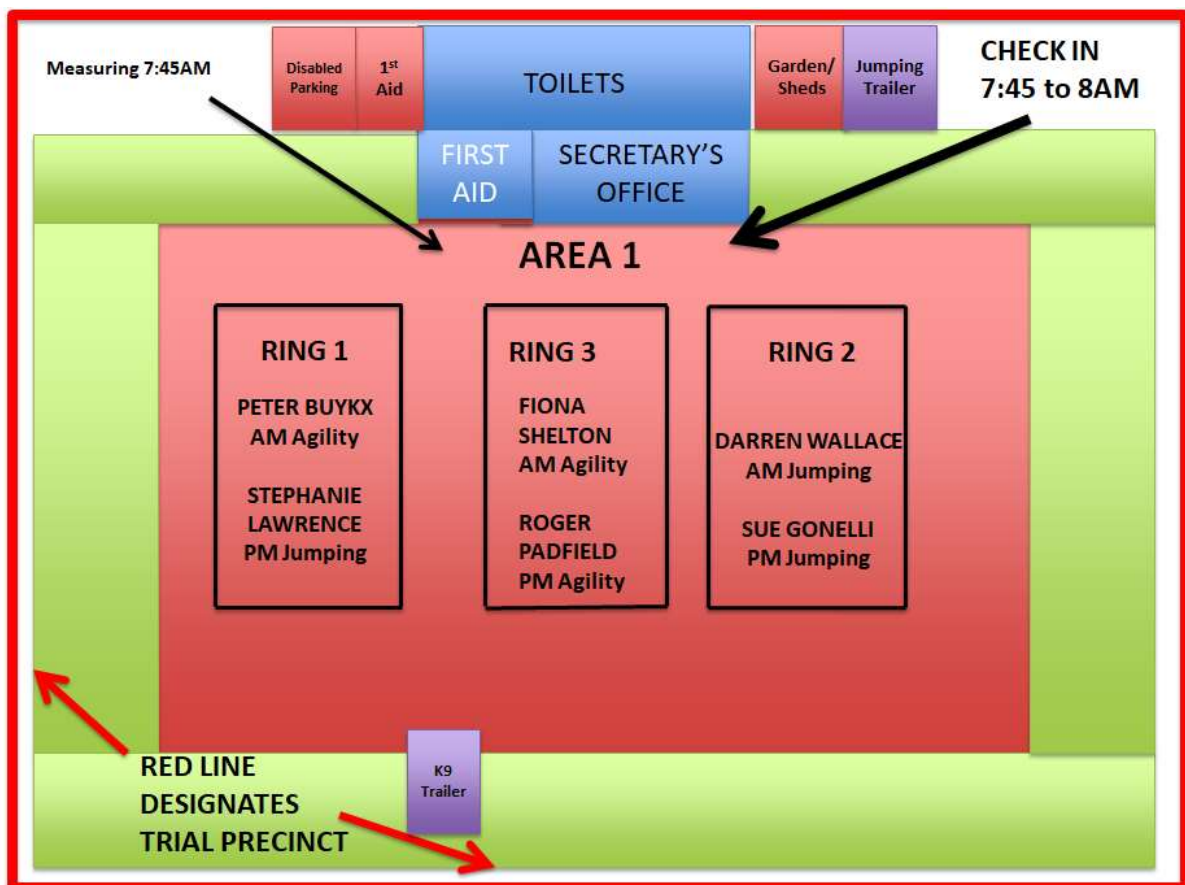 Measuring 7:45AM
Disabled
Parking
1st
Aid
TOILETS
Garden/
Sheds
Jumping
Trailer
CHECK IN
7:45 to 8AM
FIRST
AID
SECRETARY'S
OFFICE
AREA 1
RING 1
PETER BUYKX
AM Agility
STEPHANIE
LAWRENCE
PM Jumping
RING 3
FIONA
SHELTON
AM Agility
ROGER
PADFIELD
PM Agility
RING 2
DARREN WALLACE
AM Jumping
SUE GONELLI
PM Jumping
RED LINE
DESIGNATES
TRIAL PRECINCT
K9
Trailer